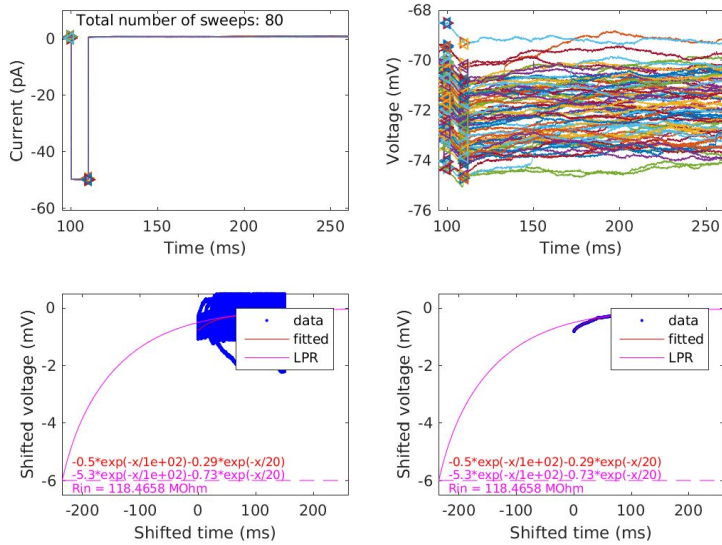 Total number of sweeps: 80
Current (pA)
0
-20
-40
-60
100
150
200
250
Time (ms)
Voltage (mV)
-68
-70
-72
-74
-76
100
150
200
250
Time (ms)
Shifted voltage (mV)
0
-2
-4
-6
data
fitted
LPR
-0.5*exp(-x/1e+02)-0.29*exp(-x/20)
-5.3*exp(-x/1e+02)-0.73*exp(-x/20)
Rin = 118.4658 MOhm
-200
-100
0
100
200
Shifted time (ms)
Shifted voltage (mV)
0
-2
-4
-6
data
fitted
LPR
-0.5*exp(-x/1e+02)-0.29*exp(-x/20)
-5.3*exp(-x/1e+02)-0.73*exp(-x/20)
Rin = 118.4658 MOhm
-200
-100
0
100
200
Shifted time (ms)